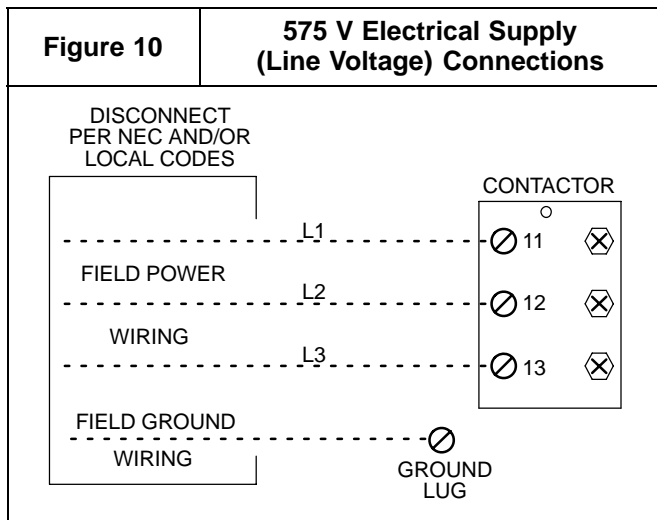 Figure 10
575 V Electrical Supply
(Line Voltage) Connections
DISCONNECT
PER NEC AND/OR
LOCAL CODES
CONTACTOR
L1
11
FIELD POWER
L2
12
WIRING
L3
13
FIELD GROUND
WIRING
GROUND
LUG